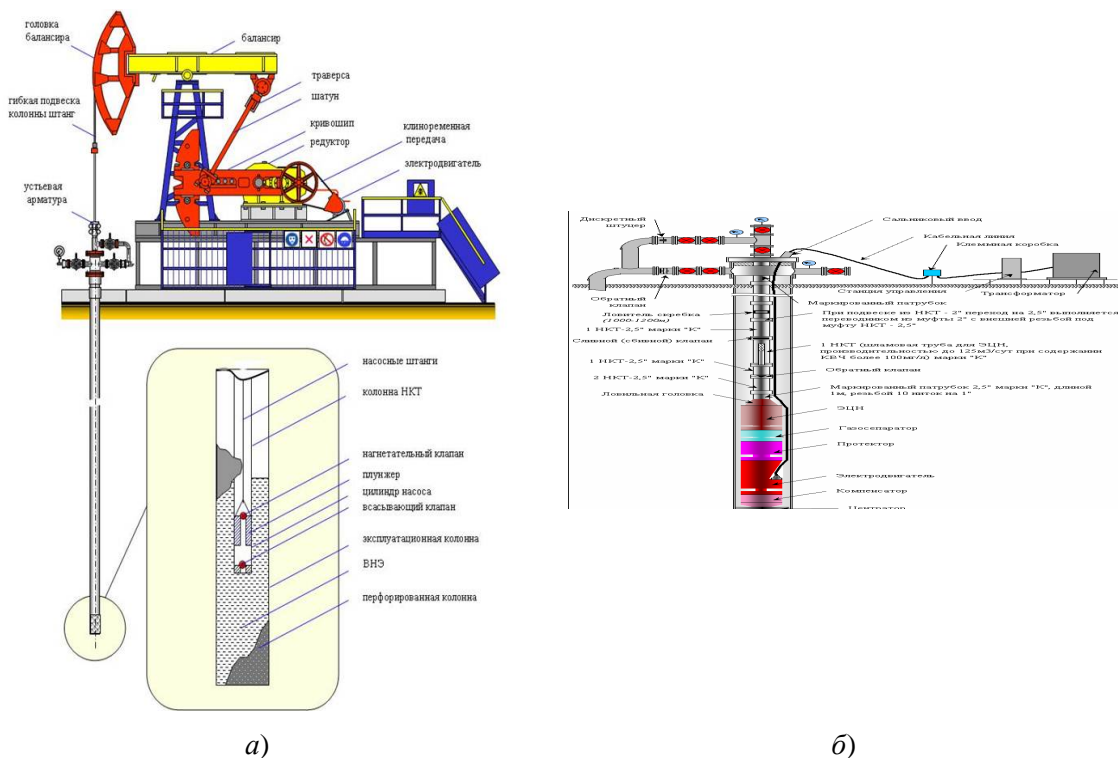 головка
балансира
балансир
траверса
шатун
гибкая подвеска
колонны штанг
кривошип
редуктор
клиноременная
передача
электродвигатель
устьевая
арматура
насосные штанги
колонна НКТ
нагнетательный клапан
плунжер
цилиндр насоса
всасывающий клапан
эксплуатационная колонна
ВНЭ
перфорированная колонна
а)
Дискретный
штуцер
Сальниковый ввод
Кабельная линия
Клеммная коробка
Станция управления
Трансформатор
Обратный
клапан
Маркированный патрубок
Ловитель скребка
(1000-1200м)
При подвеске из НКТ - 2" переход на 2,5" выполняется
переводником из муфты 2" с внешней резьбой под
муфту НКТ - 2,5"
1 НКТ-2,5" марки "К"
Сливной (сбивной) клапан
1 НКТ (шламовая труба для ЭЦН,
производительностью до 125м3/сут при содержании
КВЧ более 100мг/л) марки "К"
1 НКТ-2,5" марки "К"
Обратный клапан
2 НКТ-2,5" марки "К"
Маркированный патрубок 2,5" марки "К", длиной
1м, резьбой 10 ниток на 1"
Ловильная головка
ЭЦН
Газосепаратор
Протектор
Электродвигатель
Компенсатор
Центратор
б)